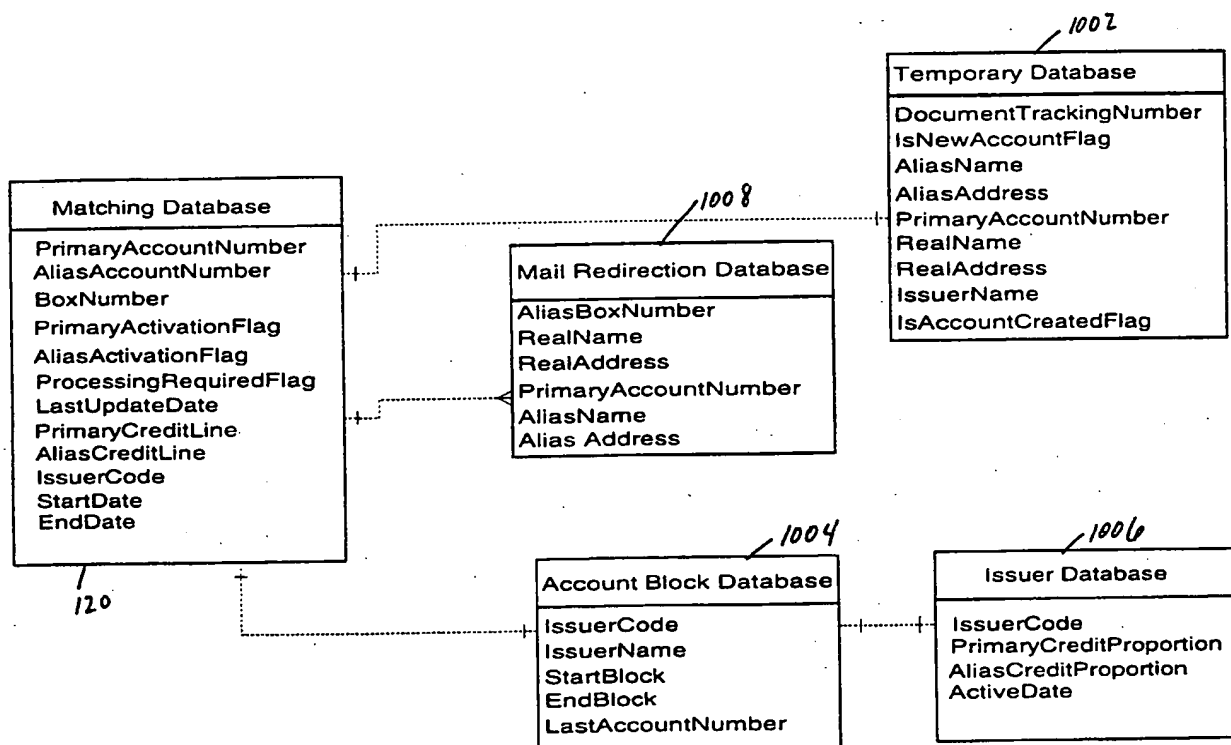 1002
Temporary Database
DocumentTrackingNumber
IsNewAccountFlag
AliasName
AliasAddress
PrimaryAccountNumber
RealName
RealAddress
IssuerName
IsAccountCreatedFlag
Matching Database
PrimaryAccountNumber
AliasAccountNumber
BoxNumber
PrimaryActivationFlag
AliasActivationFlag
ProcessingRequiredFlag
LastUpdateDate
PrimaryCreditLine
AliasCreditLine
IssuerCode
StartDate
EndDate
120
1008
Mail Redirection Database
AliasBoxNumber
RealName
RealAddress
PrimaryAccountNumber
AliasName
Alias Address
1004
Account Block Database
IssuerCode
IssuerName
StartBlock
EndBlock
LastAccountNumber
1006
Issuer Database
IssuerCode
PrimaryCreditProportion
AliasCreditProportion
ActiveDate